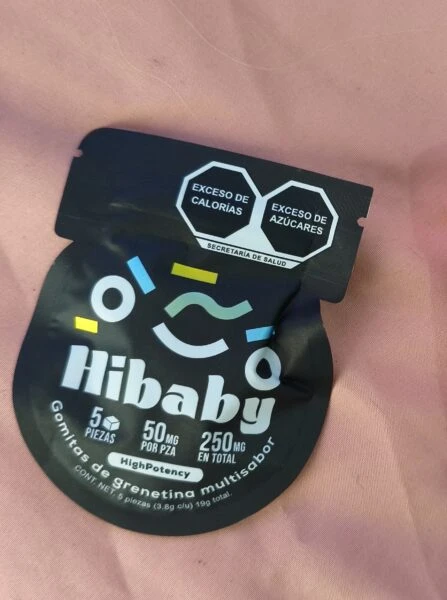 EXCESO DE
CALORÍAS
EXCESO DE
AZÚCARES
SECRETARÍA DE SALUD
Hibaby
5
PIEZAS
50MG
POR PZA
250MG
EN TOTAL
HighPotency
Gomitas de grenetina multisabor
CONT. NET. 5 piezas (3.8g c/u) 19g total.